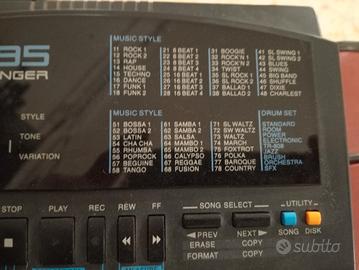 95
ANGER
STYLE
TONE
VARIATION
MUSIC STYLE
11 ROCK 1
12 ROCK 2
13 RAP
14 HOUSE
15 TECHNO
16 DANCE
17 FUNK 1
18 FUNK 2
21 8 BEAT 1
22 8 BEAT 2
23 8 BEAT 3
24 8 BEAT 4
25 16 BEAT 1
26 16 BEAT 2
27 16 BEAT 3
28 16 BEAT 4
31 BOOGIE
32 ROCK'N
33 R&R
34 TWIST
35 SL ROCK 1
36 SL ROCK 2
37 BALLAD 1
38 BALLAD 2
41 SL SWING 1
42 SL SWING 2
43 BLUES
44 SWING
45 BIG BAND
46 SHUFFLE
47 DIXIE
48 CHARLEST
MUSIC STYLE
51 BOSSA 1
52 BOSSA 2
53 LATIN
54 CHA CHA
55 RHUMBA
56 POPROCK
57 BEGUINE
58 TANGO
61 SAMBA 1
62 SAMBA 2
63 SALSA
64 MAMBO 1
65 MAMBO 2
66 CALYPSO
67 REGGAE
68 FUSION
71 SL WALTZ
72 SW WALTZ
73 WALTZ
74 MARCH
75 FOXTROT
76 POLKA
77 BAROQUE
78 COUNTRY
DRUM SET
STANDARD
ROOM
POWER
ELECTRONIC
TR-808
JAZZ
BRUSH
ORCHESTRA
SFX
STOP
PLAY
REC
REW
FF
SONG SELECT
UTILITY
PREV
NEXT
SONG
DISK
ERASE
COPY
FORMAT
COPY
subito